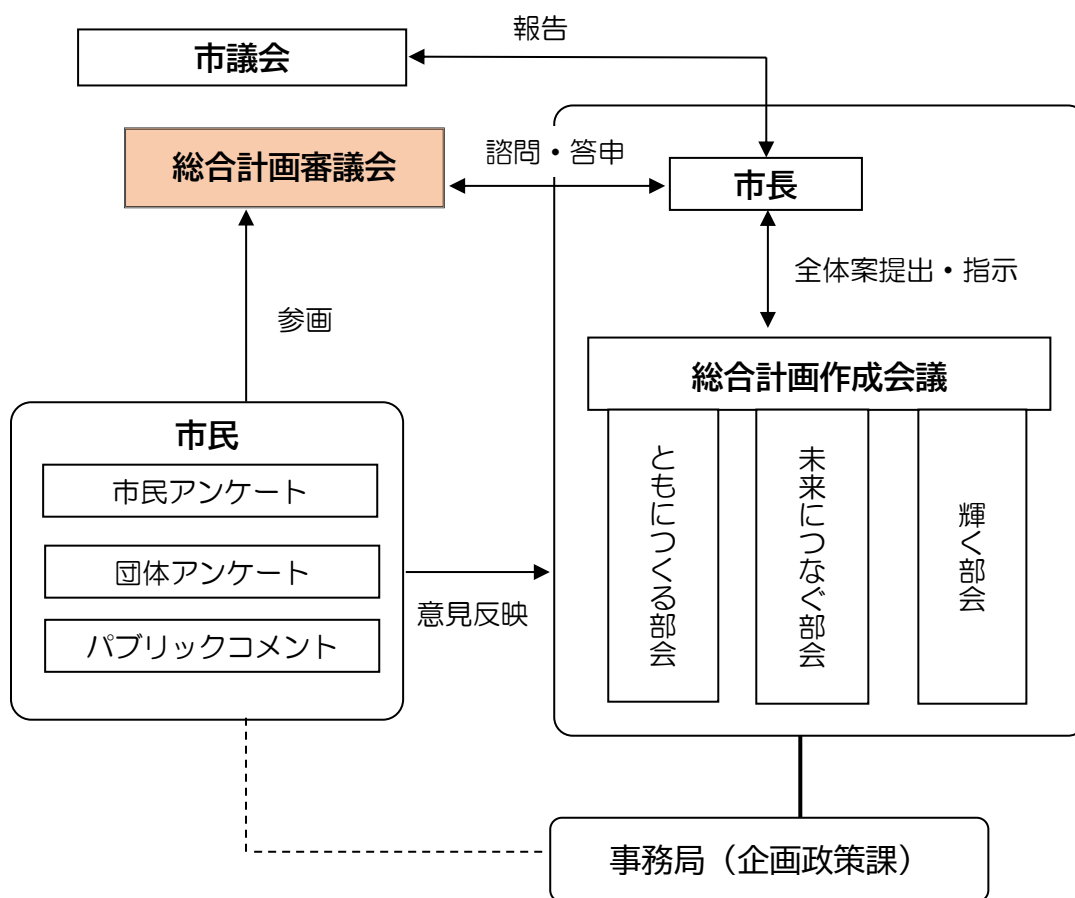 報告
市議会
総合計画審議会
諮問・答申
市長
全体案提出・指示
参画
総合計画作成会議
市民
市民アンケート
団体アンケート
パブリックコメント
意見反映
ともにつくる部会
未来につなぐ部会
輝く部会
事務局（企画政策課）